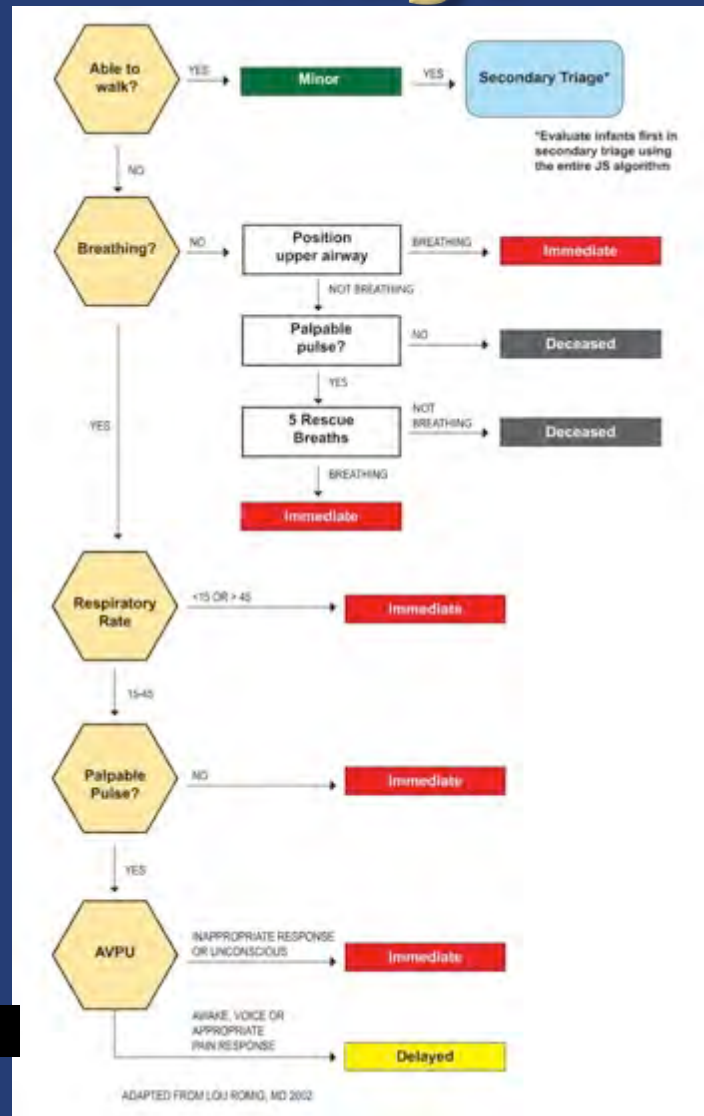 Able to
walk?
YES
Minor
YES
Secondary Triage*
*Evaluate infants first in
secondary triage using
the entire JS algorithm
NO
Breathing?
NO
Position
upper airway
BREATHING
Immediate
NOT BREATHING
Palpable
pulse?
NO
Deceased
YES
5 Rescue
Breaths
NOT
BREATHING
Deceased
BREATHING
Immediate
YES
Respiratory
Rate
<15 OR > 45
Immediate
15-45
Palpable
Pulse?
NO
Immediate
YES
AVPU
INAPPROPRIATE RESPONSE
OR UNCONSCIOUS
Immediate
AWAKE, VOICE OR
APPROPRIATE
PAIN RESPONSE
Delayed
ADAPTED FROM LOU ROMIG, MD 2002